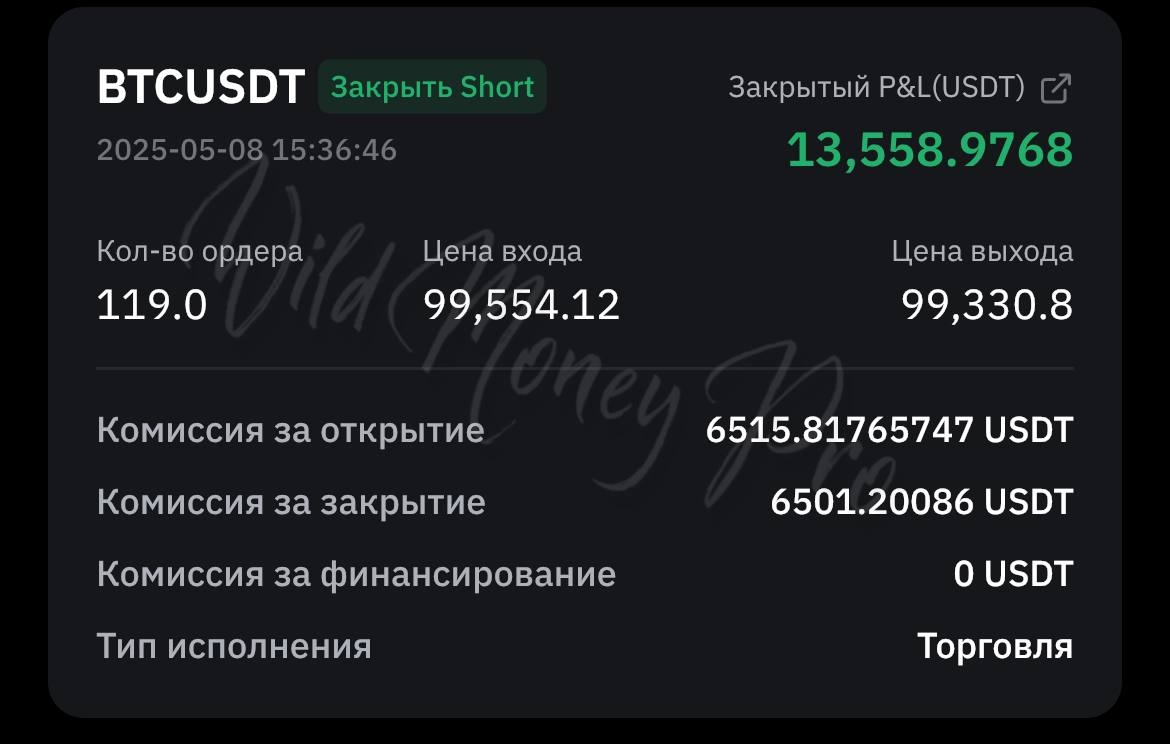 BTCUSDT Закрыть Short Закрытый P&L(USDT)
2025-05-08 15:36:46 13,558.9768
Кол-во ордера Цена входа Цена выхода
119.0 99,554.12 99,330.8
Wild Money Pro
Комиссия за открытие 6515.81765747 USDT
Комиссия за закрытие 6501.20086 USDT
Комиссия за финансирование 0 USDT
Тип исполнения Торговля